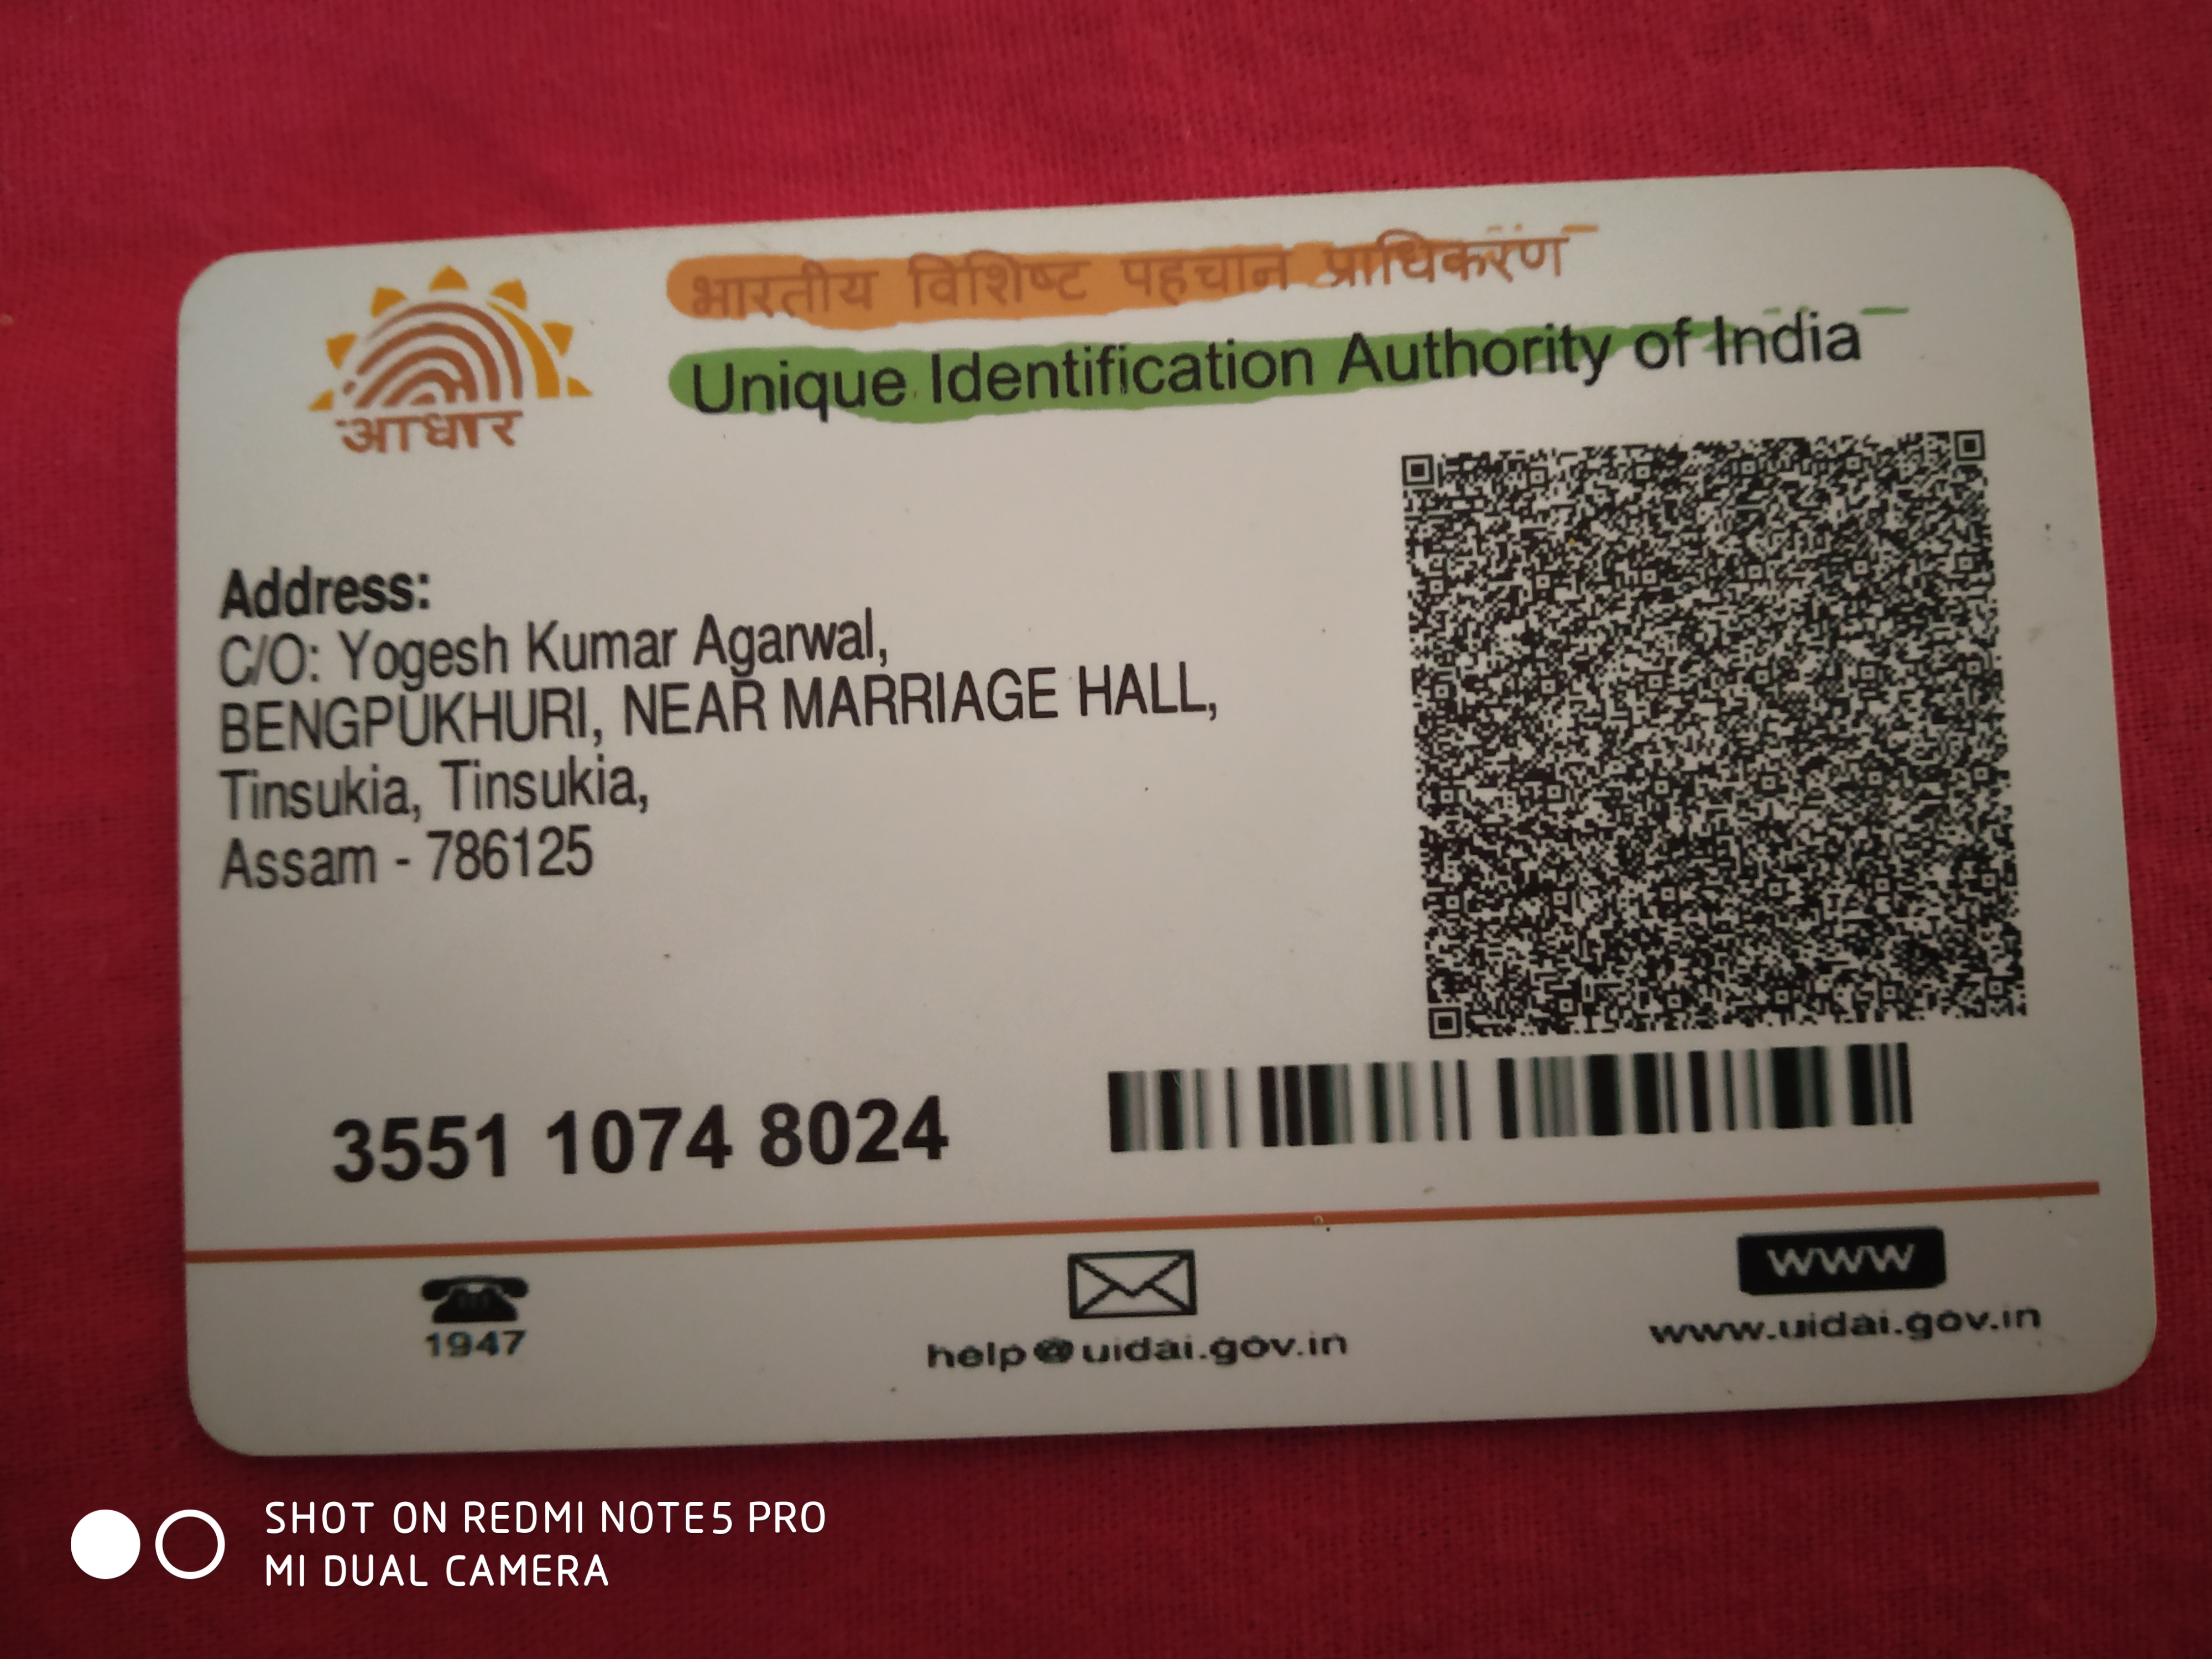 भारतीय विशिष्ट पहचान प्राधिकरण
Unique Identification Authority of India
आधार
Address:
C/O: Yogesh Kumar Agarwal,
BENGPUKHURI, NEAR MARRIAGE HALL,
Tinsukia, Tinsukia,
Assam - 786125
3551 1074 8024
1947
help@uidai.gov.in
WWW
www.uidai.gov.in
SHOT ON REDMI NOTE5 PRO
MI DUAL CAMERA